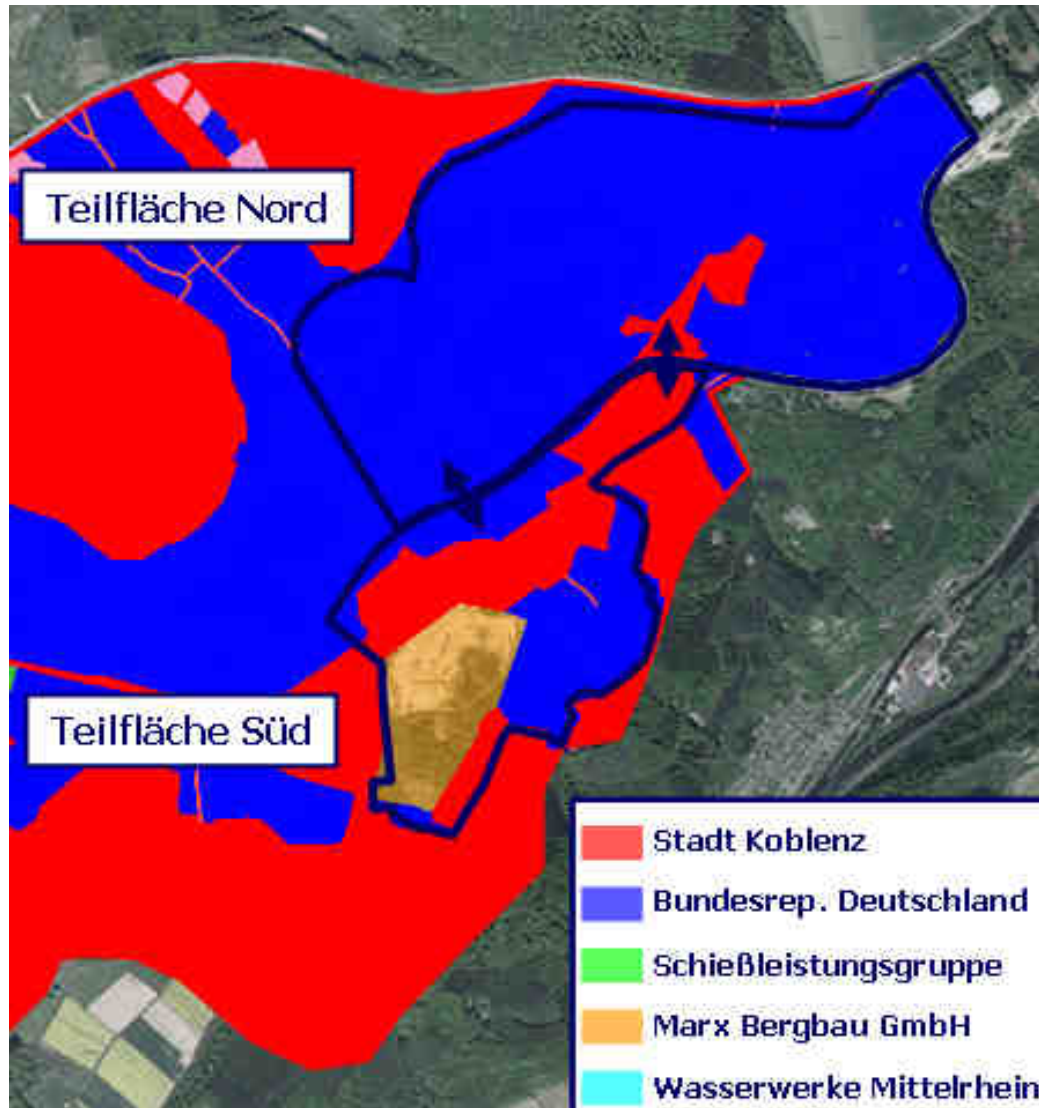 Teilfläche Nord
Teilfläche Süd
Stadt Koblenz
Bundesrep. Deutschland
Schießleistungsgruppe
Marx Bergbau GmbH
Wasserwerke Mittelrhein